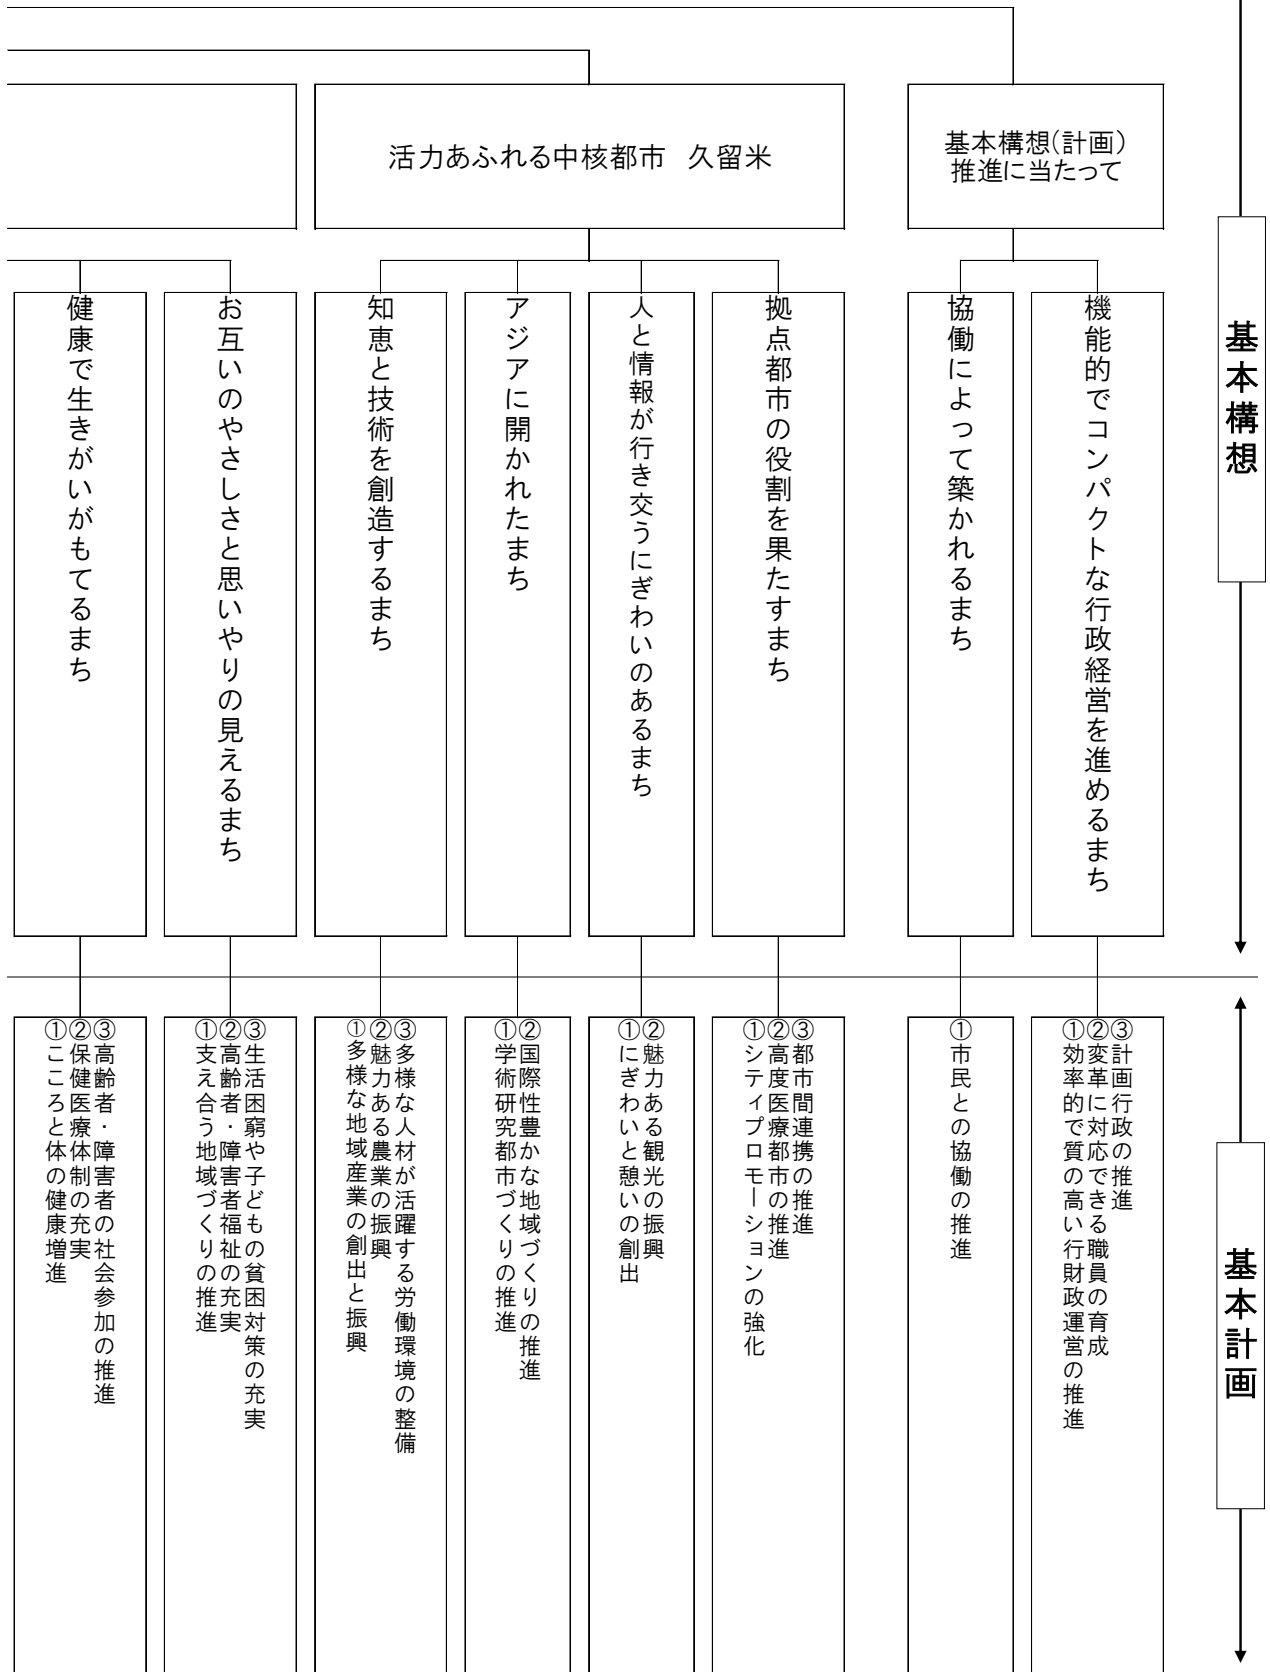 活力あふれる中核都市　久留米
基本構想（計画）
推進に当たって
健康で生きがいがもてるまち
お互いのやさしさと思いやりの見えるまち
知恵と技術を創造するまち
アジアに開かれたまち
人と情報が行き交うにぎわいのあるまち
拠点都市の役割を果たすまち
協働によって築かれるまち
機能的でコンパクトな行政経営を進めるまち
基本構想
①こころと体の健康増進
②保健医療体制の充実
③高齢者・障害者の社会参加の推進
①支え合う地域づくりの推進
②高齢者・障害者福祉の充実
③生活困窮や子どもの貧困対策の充実
①多様な地域産業の創出と振興
②魅力ある農業の振興
③多様な人材が活躍する労働環境の整備
①学術研究都市づくりの推進
②国際性豊かな地域づくりの推進
①にぎわいと憩いの創出
②魅力ある観光の振興
①シティプロモーションの強化
②高度医療都市の推進
③都市間連携の推進
①市民との協働の推進
①効率的で質の高い行財政運営の推進
②変革に対応できる職員の育成
③計画行政の推進
基本計画